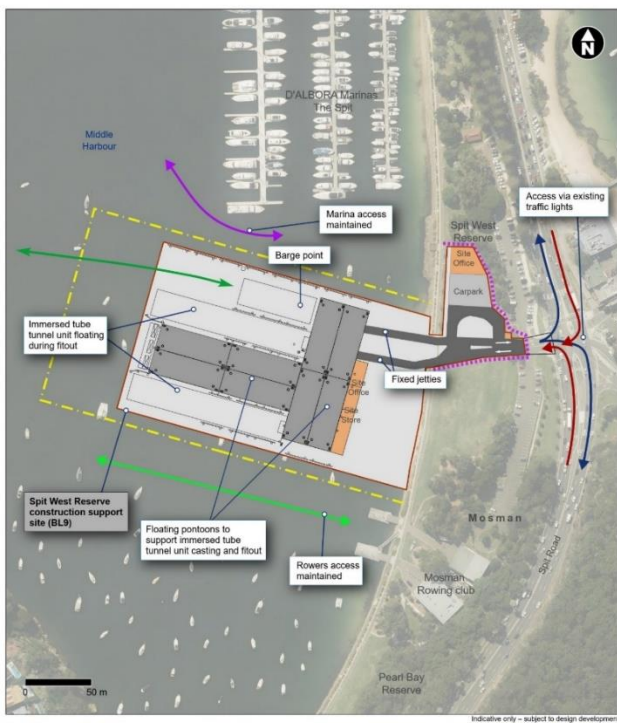 N
D'ALBORA Marinas
The Spit
Middle
Harbour
Access via existing
traffic lights
Marina access
maintained
Spit West
Reserve
Barge point
Site
Office
Carpark
Immersed tube
tunnel unit floating
during fitout
Fixed jetties
Site
Office
Site
Store
Spit West Reserve
construction support
site (BL9)
Floating pontoons to
support immersed tube
tunnel unit casting and fitout
Mosman
Spit Road
Rowers access
maintained
Mosman
Rowing club
Pearl Bay
Reserve
0 50 m
Indicative only – subject to design development